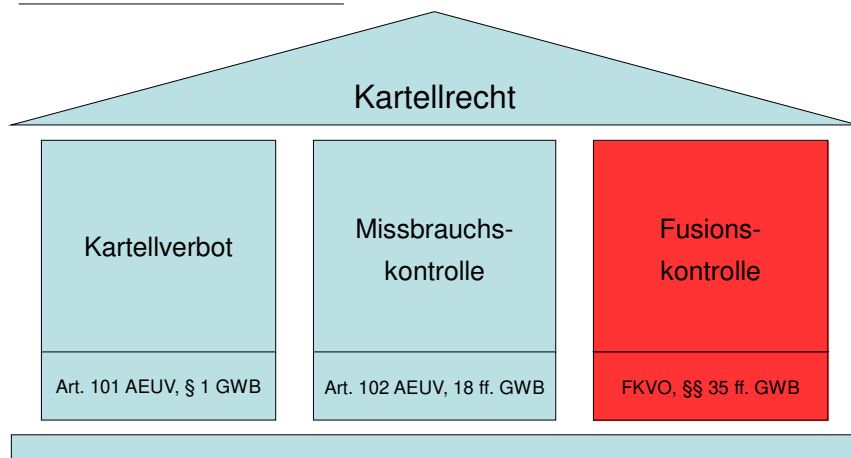 Kartellrecht
Kartellverbot
Art. 101 AEUV, § 1 GWB
Missbrauchs-
kontrolle
Art. 102 AEUV, 18 ff. GWB
Fusions-
kontrolle
FKVO, §§ 35 ff. GWB